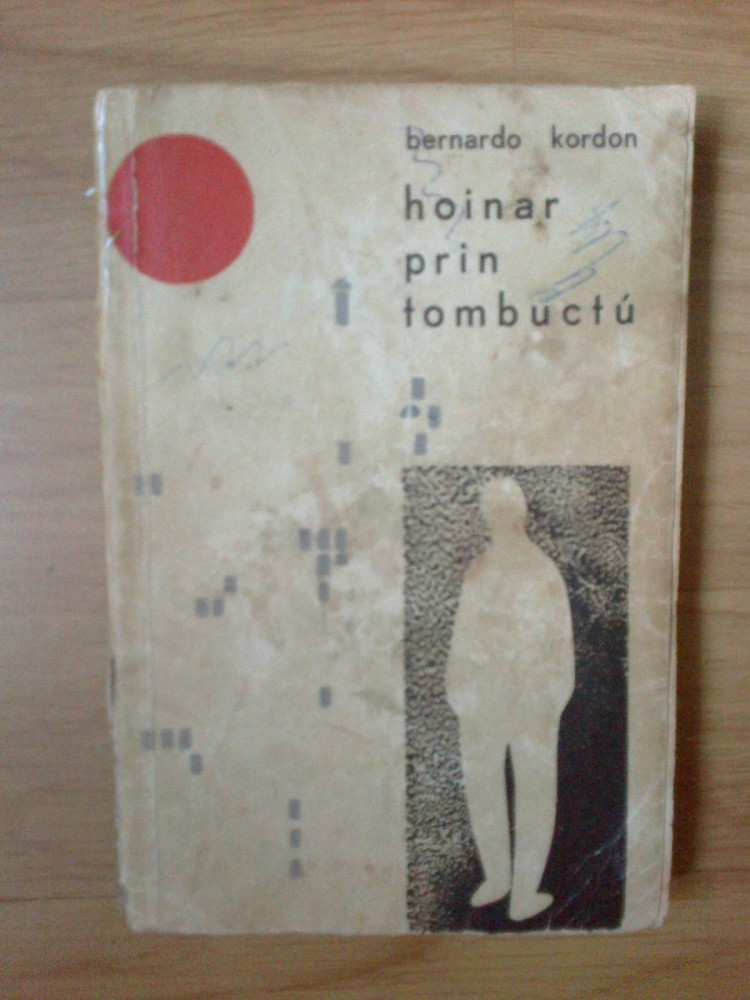 bernardo kordon
hoinar
prin
tombuctú